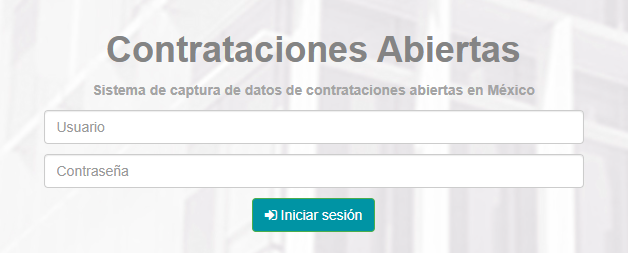 Contrataciones Abiertas
Sistema de captura de datos de contrataciones abiertas en México
Usuario
Contraseña
Iniciar sesión